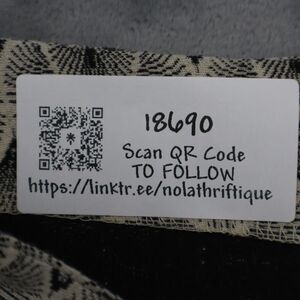 18690
Scan QR Code
TO FOLLOW
https://linktr.ee/nolathriftique